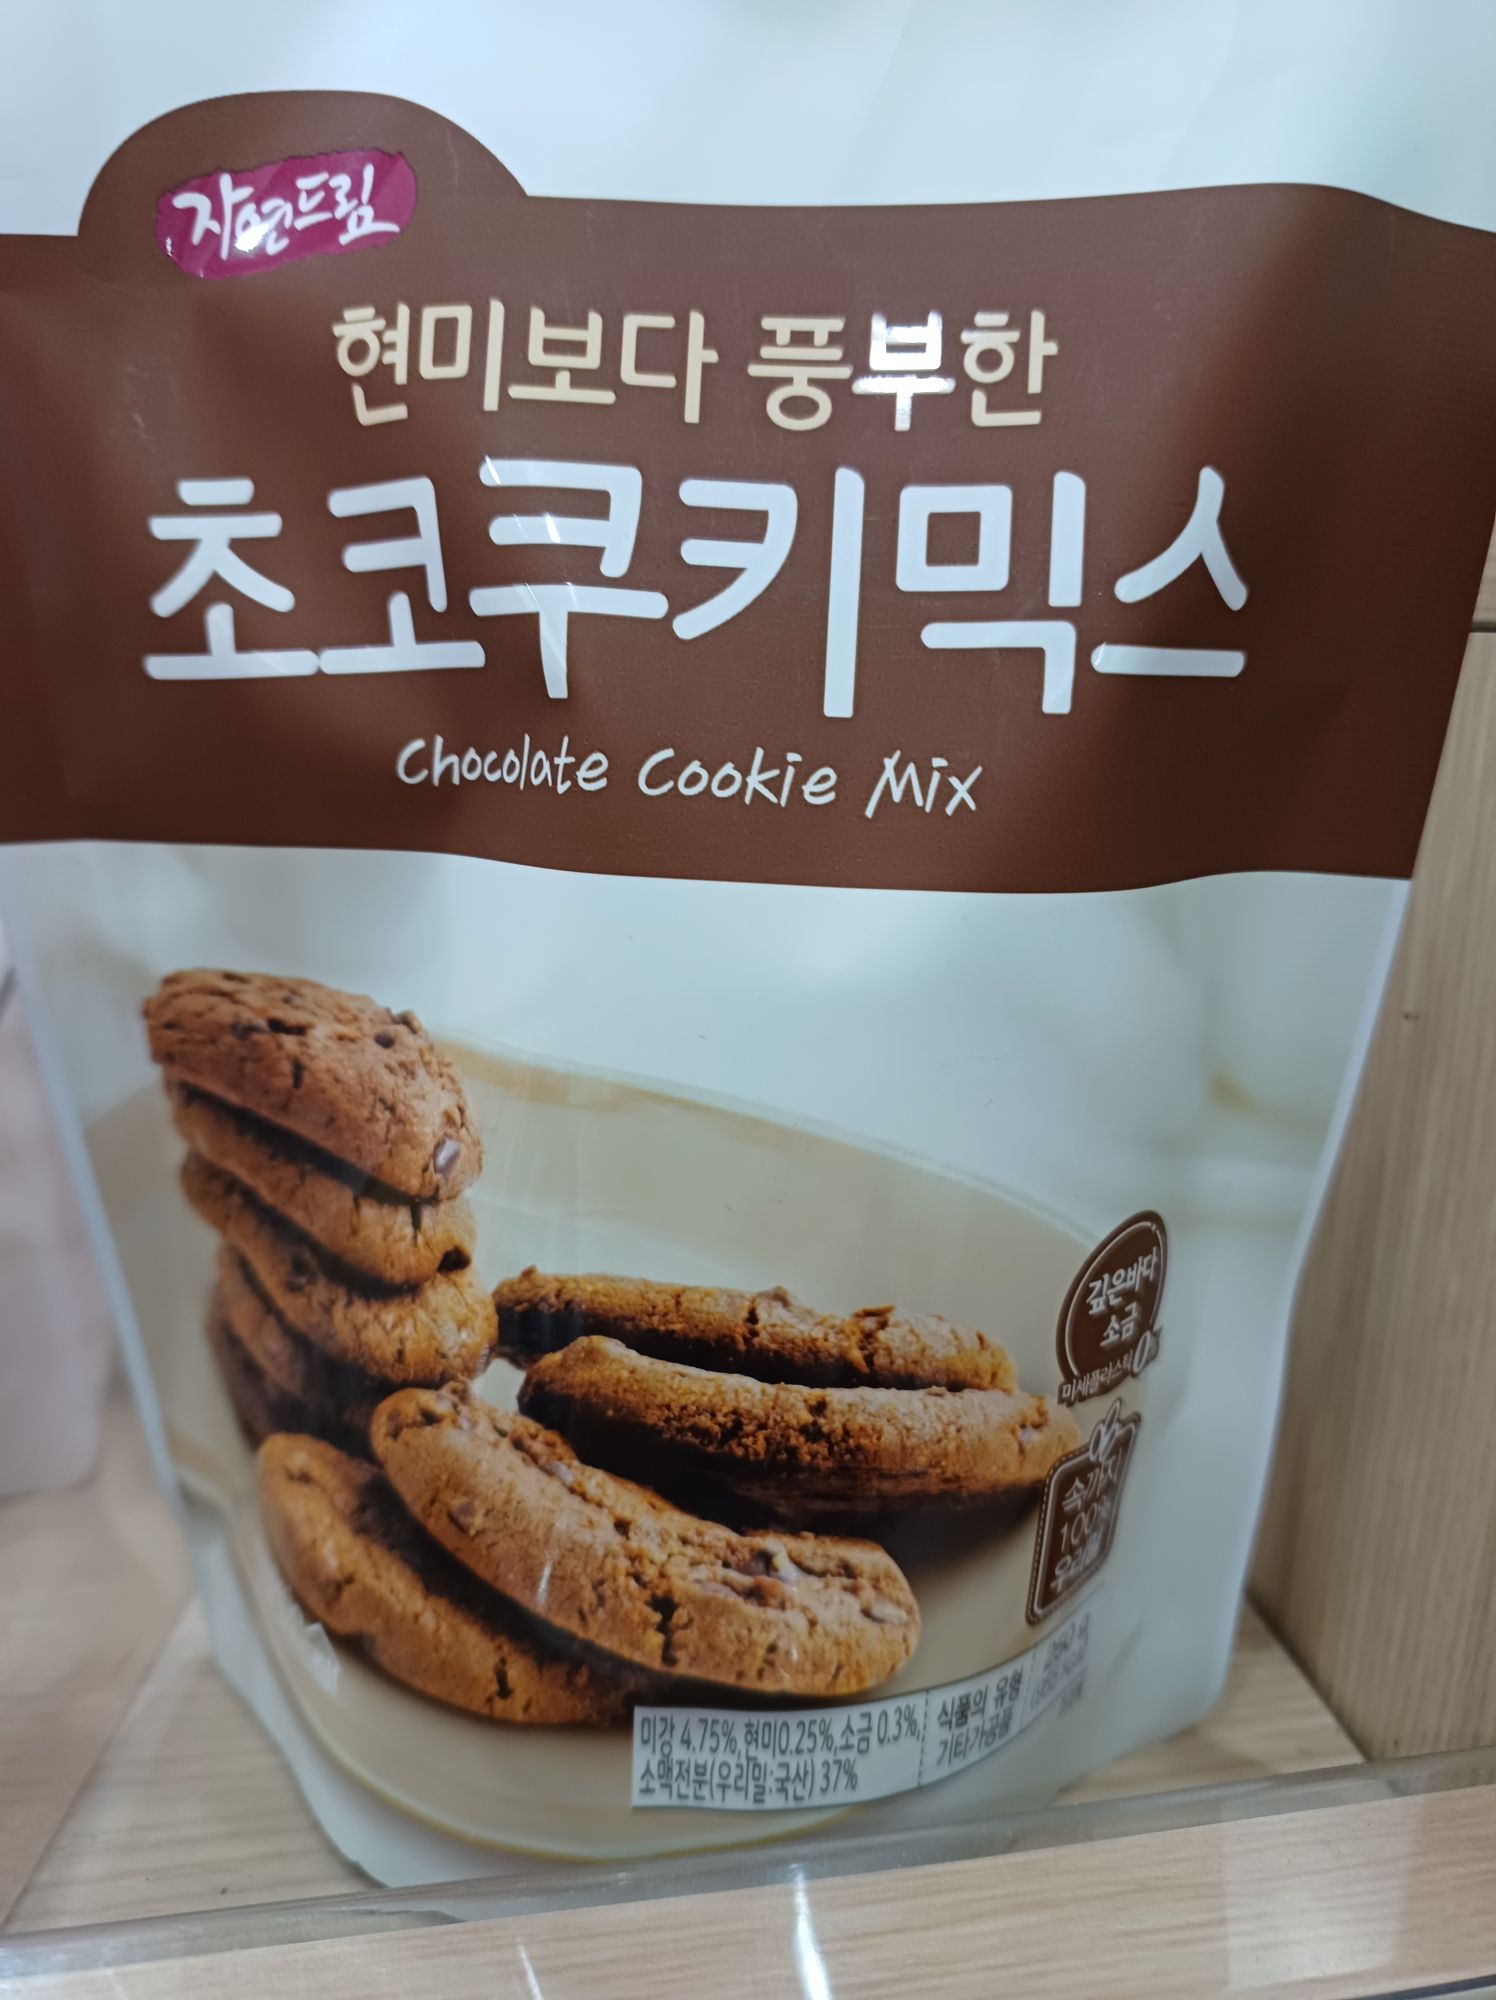 자연드림
현미보다 풍부한
초코쿠키믹스
Chocolate Cookie Mix
깊은바다
소금
미세플라스틱 0%
속까지
100%
우리밀
미강 4.75%, 현미0.25%, 소금 0.3%,
소맥전분(우리밀:국산) 37%
식품의 유형
기타가공품